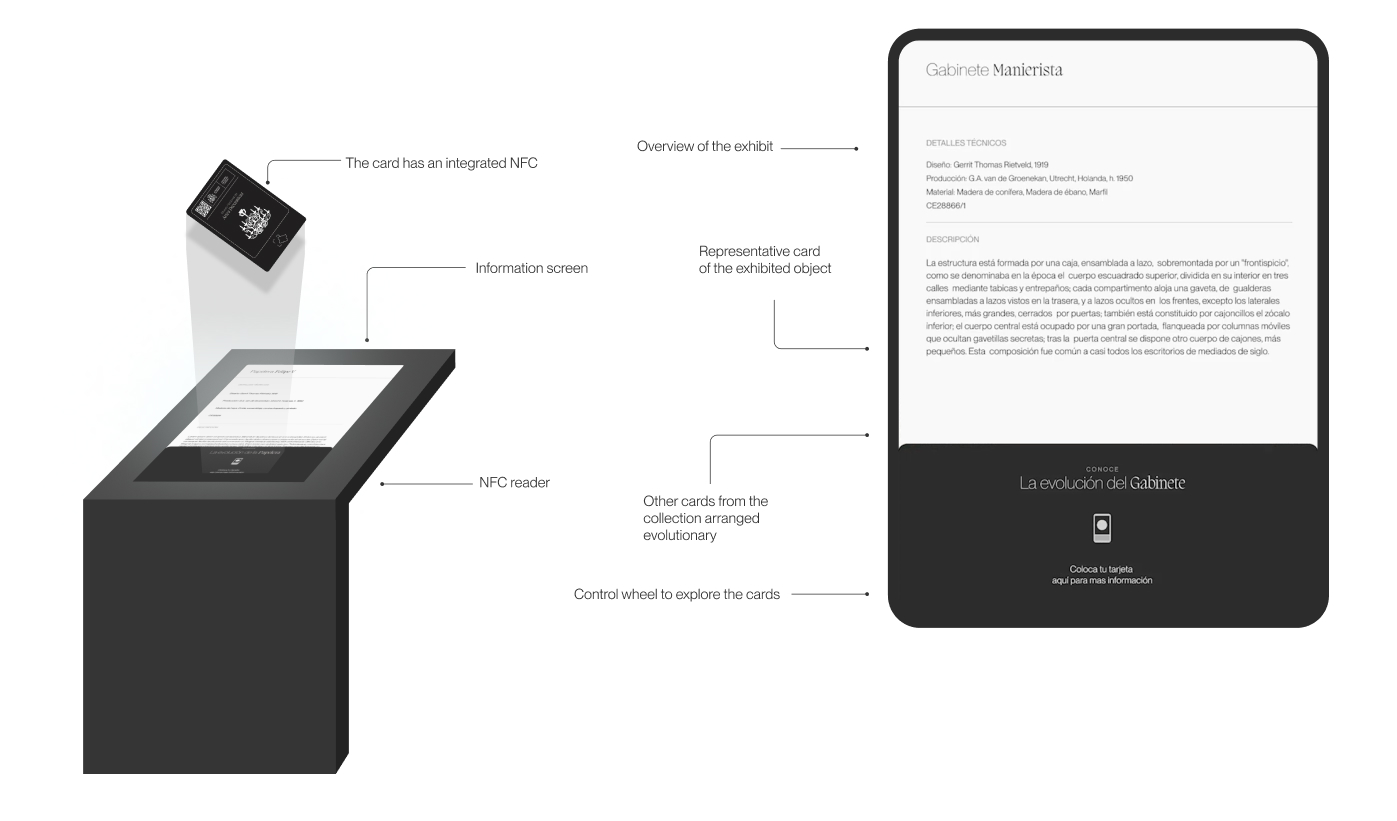 The card has an integrated NFC
Information screen
NFC reader
Overview of the exhibit
Representative card
of the exhibited object
Other cards from the
collection arranged
evolutionary
Control wheel to explore the cards
Gabinete Manierista
DETALLES TÉCNICOS
Diseño: Gerrit Thomas Rietveld, 1919
Producción: G.A. van de Groenekan, Utrecht, Holanda, h. 1950
Material: Madera de conífera, Madera de ébano, Marfil
CE28866/1
DESCRIPCIÓN
La estructura está formada por una caja, ensamblada a lazo, sobremontada por un "frontispicio",
como se denominaba en la época el cuerpo escuadrado superior, dividida en su interior en tres
calles mediante tabicas y entrepaños; cada compartimento aloja una gaveta, de gualderas
ensambladas a lazos vistos en la trasera, y a lazos ocultos en los frentes, excepto los laterales
inferiores, más grandes, cerrados por puertas; también está constituido por cajoncillos el zócalo
inferior; el cuerpo central está ocupado por una gran portada, flanqueada por columnas móviles
que ocultan gavetillas secretas; tras la puerta central se dispone otro cuerpo de cajones, más
pequeños. Esta composición fue común a casi todos los escritorios de mediados de siglo.
CONOCE
La evolución del Gabinete
Coloca tu tarjeta
aquí para mas información